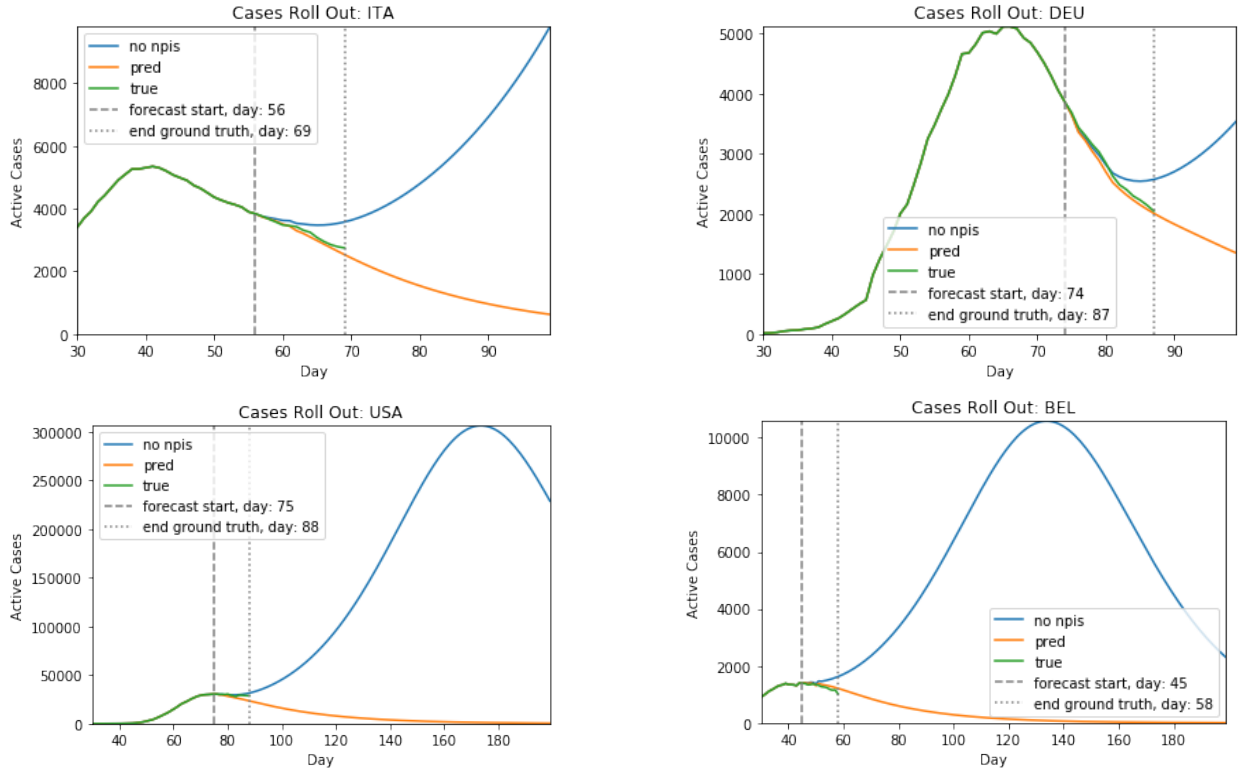 Cases Roll Out: ITA
Active Cases
8000
6000
4000
2000
0
no npis
pred
true
forecast start, day: 56
end ground truth, day: 69
30 40 50 60 70 80 90
Day
Cases Roll Out: DEU
Active Cases
5000
4000
3000
2000
1000
0
no npis
pred
true
forecast start, day: 74
end ground truth, day: 87
30 40 50 60 70 80 90
Day
Cases Roll Out: USA
Active Cases
300000
250000
200000
150000
100000
50000
0
no npis
pred
true
forecast start, day: 75
end ground truth, day: 88
40 60 80 100 120 140 160 180
Day
Cases Roll Out: BEL
Active Cases
10000
8000
6000
4000
2000
0
no npis
pred
true
forecast start, day: 45
end ground truth, day: 58
40 60 80 100 120 140 160 180
Day